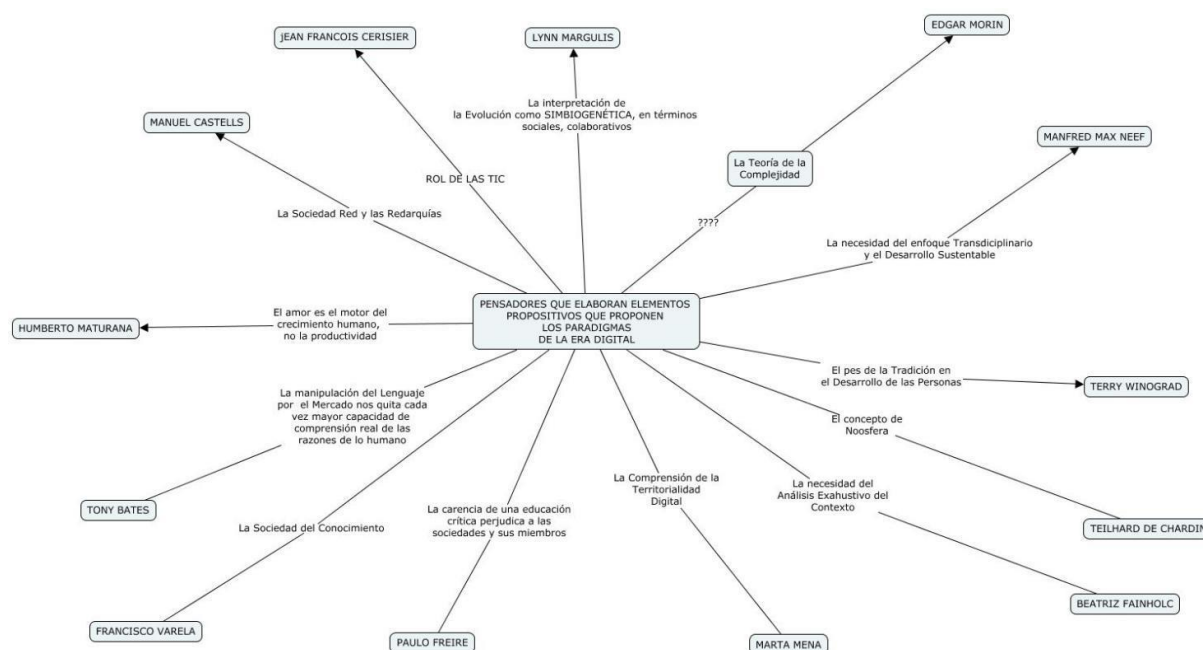 EDGAR MORIN
jEAN FRANCOIS CERISIER
LYNN MARGULIS
La interpretación de
la Evolución como SIMBIOGENÉTICA, en términos
sociales, colaborativos
MANUEL CASTELLS
MANFRED MAX NEEF
La Teoría de la
Complejidad
ROL DE LAS TIC
La Sociedad Red y las Redarquías
????
La necesidad del enfoque Transdiciplinario
y el Desarrollo Sustentable
PENSADORES QUE ELABORAN ELEMENTOS
PROPOSITIVOS QUE PROPONEN
LOS PARADIGMAS
DE LA ERA DIGITAL
El amor es el motor del
crecimiento humano,
no la productividad
HUMBERTO MATURANA
El pes de la Tradición en
el Desarrollo de las Personas
TERRY WINOGRAD
La manipulación del Lenguaje
por el Mercado nos quita cada
vez mayor capacidad de
comprensión real de las
razones de lo humano
El concepto de
Noosfera
La Comprensión de la
Territorialidad
Digital
La necesidad del
Análisis Exahustivo del
Contexto
TONY BATES
La Sociedad del Conocimiento
La carencia de una educación
crítica perjudica a las
sociedades y sus miembros
TEILHARD DE CHARDIN
BEATRIZ FAINHOLC
FRANCISCO VARELA
PAULO FREIRE
MARTA MENA